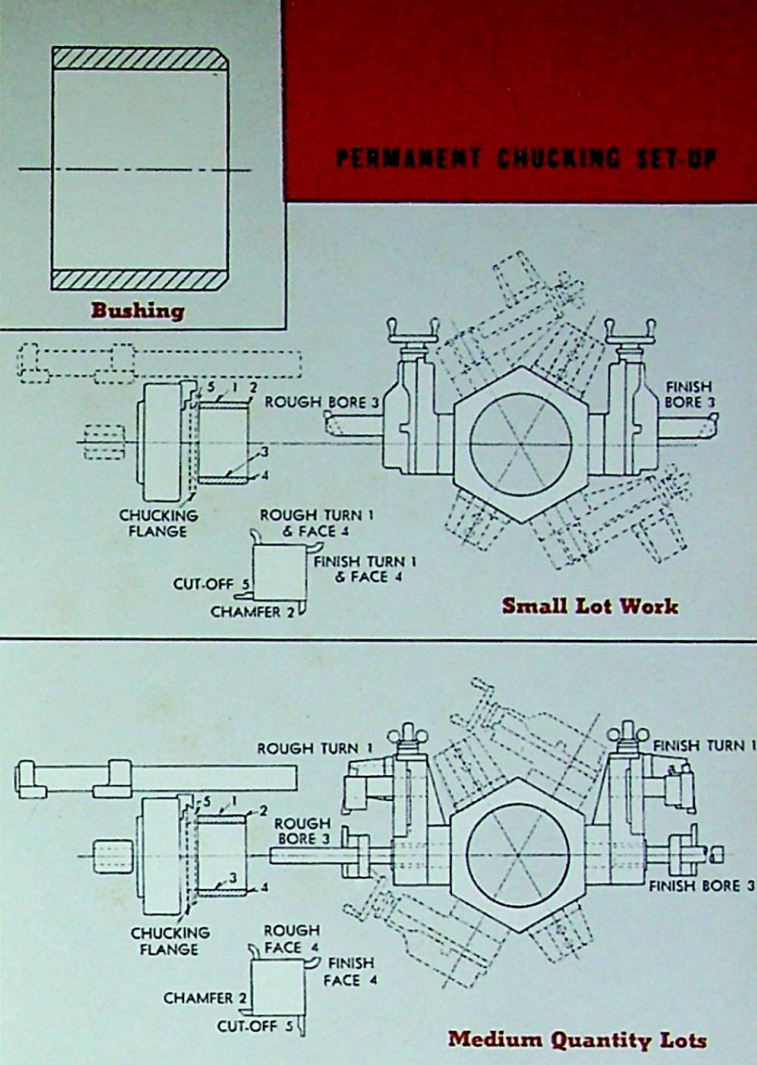 PERMANENT CHUCKING SET-UP
Bushing
5 1 2
ROUGH BORE 3
FINISH
BORE 3
3
4
CHUCKING
FLANGE
ROUGH TURN 1
& FACE 4
FINISH TURN 1
& FACE 4
CUT-OFF 5
CHAMFER 2
Small Lot Work
ROUGH TURN 1
FINISH TURN 1
5 1 2
ROUGH
BORE 3
3
4
FINISH BORE 3
CHUCKING
FLANGE
ROUGH
FACE 4
FINISH
FACE 4
CHAMFER 2
CUT-OFF 5
Medium Quantity Lots